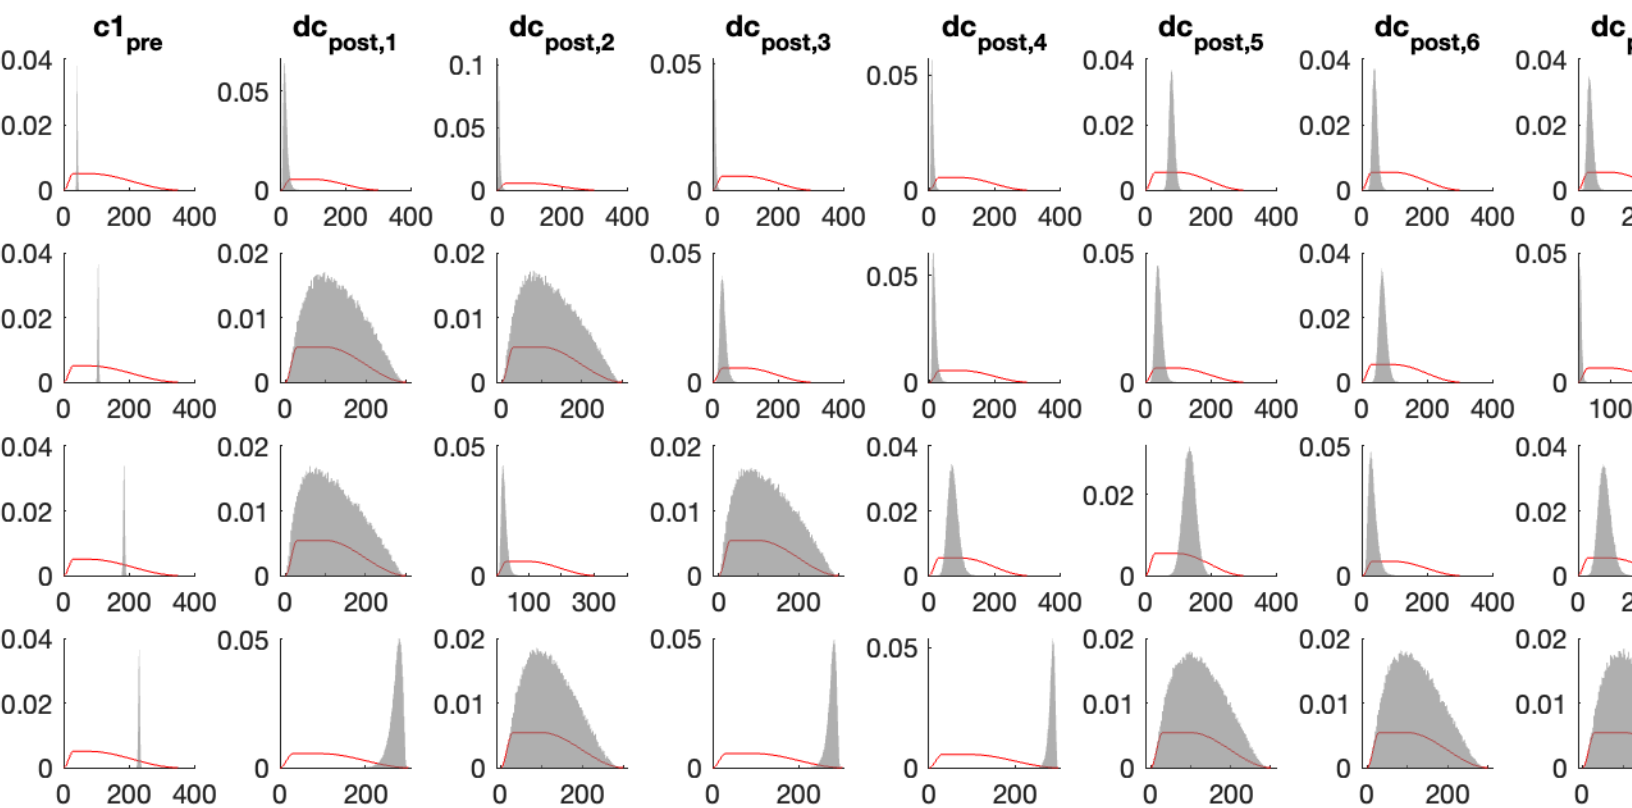 c1pre dcpost,1 dcpost,2 dcpost,3 dcpost,4 dcpost,5 dcpost,6 dcp
0.04 0.05 0.1 0.05 0.05 0.04 0.04 0.04
0.02 0.05 0.02 0.02 0.02
0 0 0 0 0 0 0 0
0 200 400 0 200 400 0 200 400 0 200 400 0 200 400 0 200 400 0 200 400 0 2
0.04 0.02 0.02 0.05 0.05 0.05 0.04 0.05
0.02 0.01 0.01 0.02
0 0 0 0 0 0 0 0
0 200 400 0 200 0 200 0 200 400 0 200 400 0 200 400 0 200 400 100
0.04 0.02 0.05 0.02 0.04 0.02 0.05 0.04
0.02 0.01 0.01 0.02 0.02
0 0 0 0 0 0 0 0
0 200 400 0 200 100 300 0 200 0 200 400 0 200 400 0 200 400 0 2
0.04 0.05 0.02 0.05 0.05 0.02 0.02 0.02
0.02 0.01 0.01 0.01 0.01
0 0 0 0 0 0 0 0
0 200 400 0 200 0 200 0 200 0 200 0 200 0 200 0 200